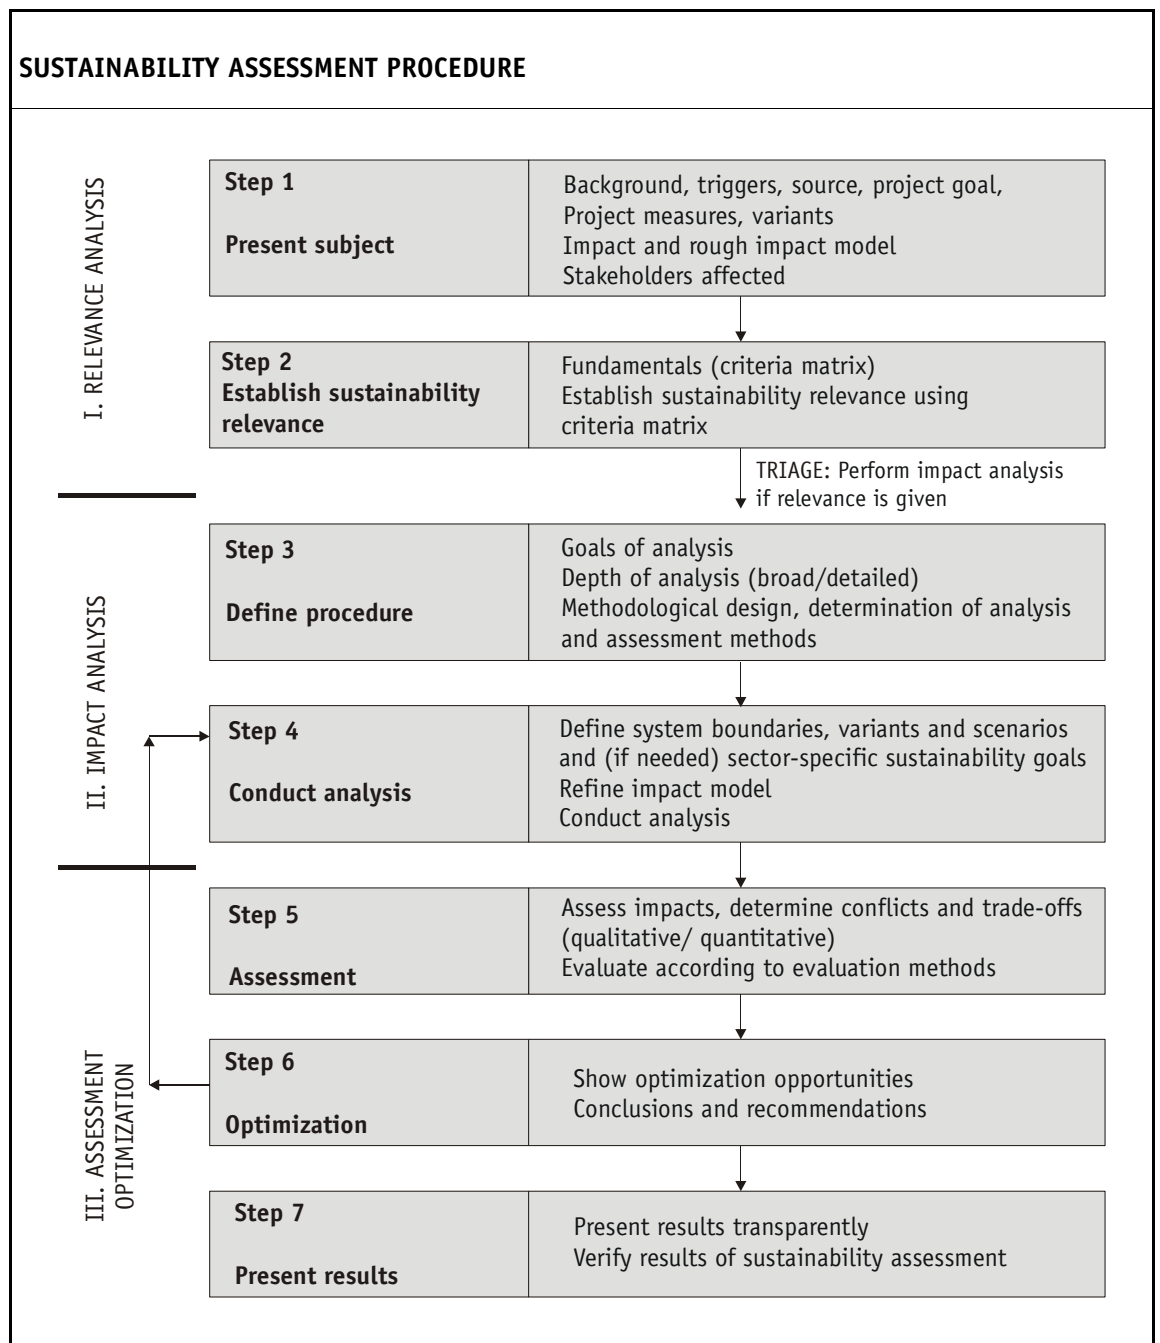 SUSTAINABILITY ASSESSMENT PROCEDURE
I. RELEVANCE ANALYSIS
Step 1
Present subject
Background, triggers, source, project goal,
Project measures, variants
Impact and rough impact model
Stakeholders affected
Step 2
Establish sustainability
relevance
Fundamentals (criteria matrix)
Establish sustainability relevance using
criteria matrix
TRIAGE: Perform impact analysis
if relevance is given
II. IMPACT ANALYSIS
Step 3
Define procedure
Goals of analysis
Depth of analysis (broad/detailed)
Methodological design, determination of analysis
and assessment methods
Step 4
Conduct analysis
Define system boundaries, variants and scenarios
and (if needed) sector-specific sustainability goals
Refine impact model
Conduct analysis
III. ASSESSMENT
OPTIMIZATION
Step 5
Assessment
Assess impacts, determine conflicts and trade-offs
(qualitative/ quantitative)
Evaluate according to evaluation methods
Step 6
Optimization
Show optimization opportunities
Conclusions and recommendations
Step 7
Present results
Present results transparently
Verify results of sustainability assessment